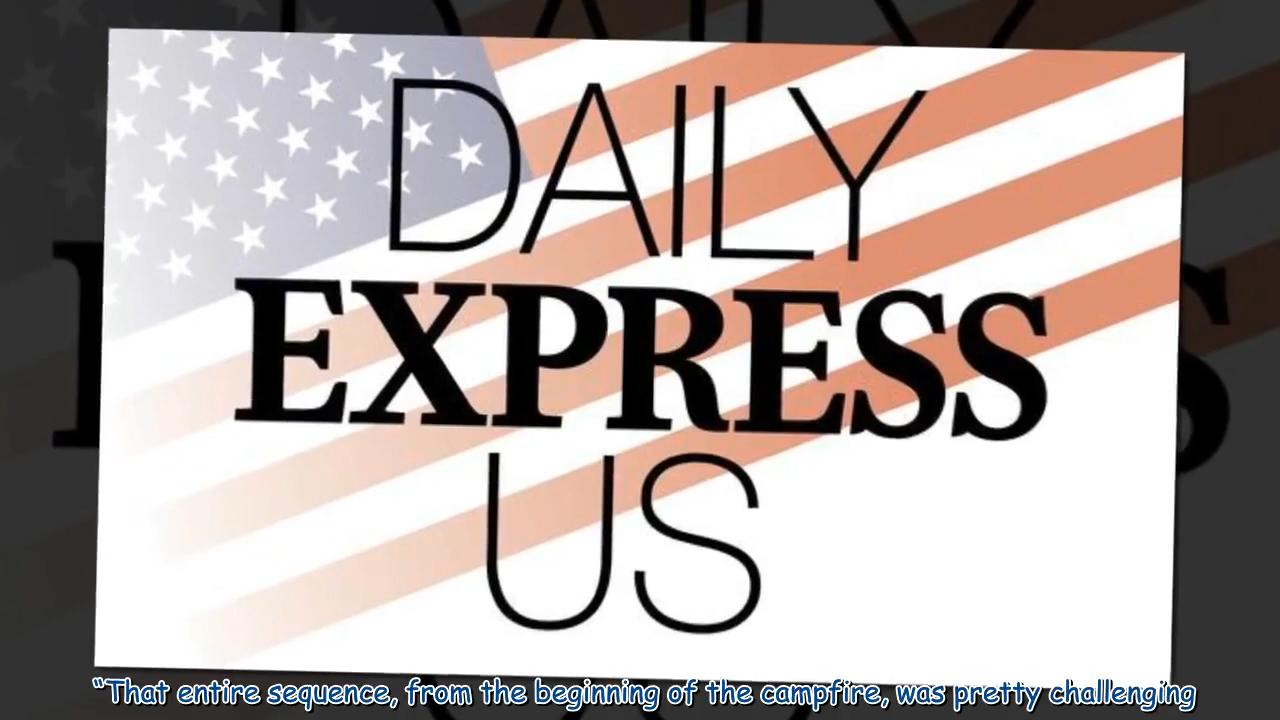 DAILY
EXPRESS
US
“That entire sequence, from the beginning of the campfire, was pretty challenging